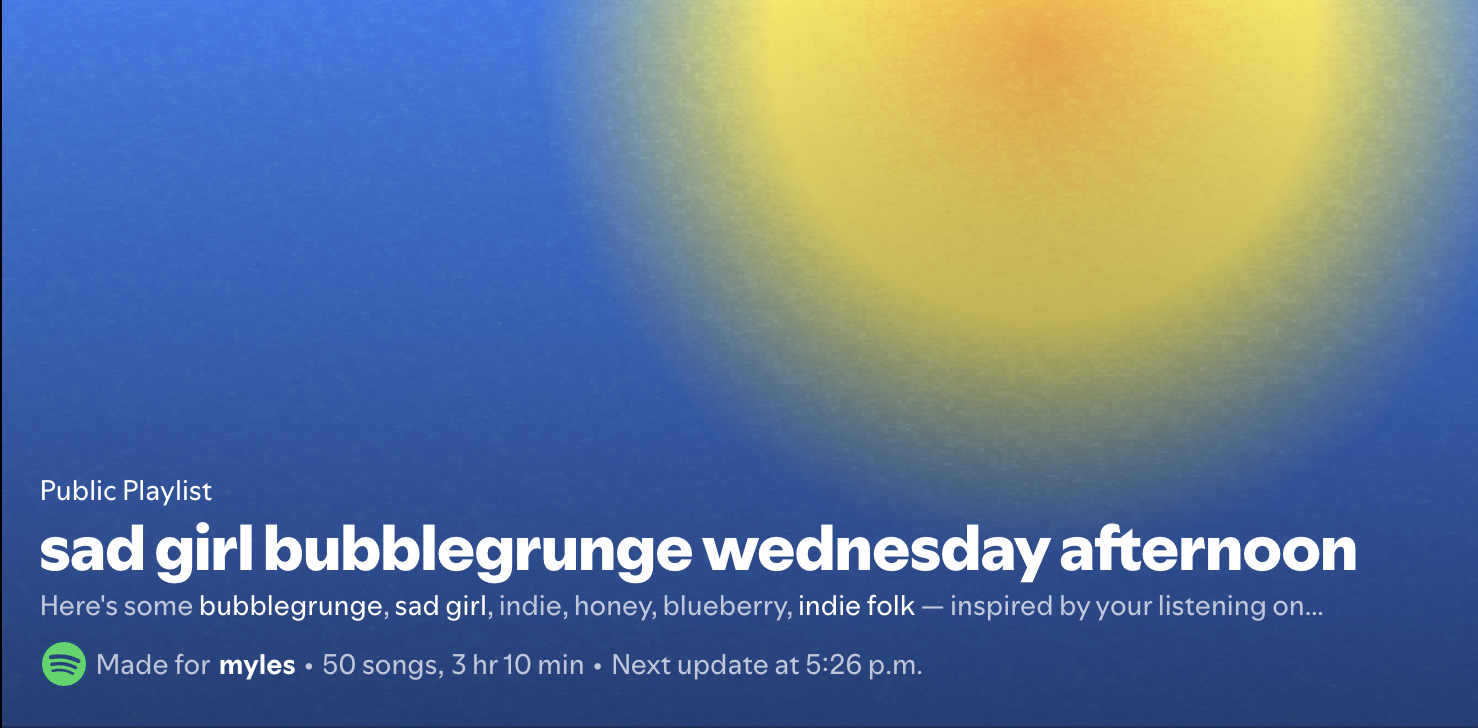 Public Playlist
sad girl bubblegrunge wednesday afternoon
Here's some bubblegrunge, sad girl, indie, honey, blueberry, indie folk — inspired by your listening on...
Made for myles • 50 songs, 3 hr 10 min • Next update at 5:26 p.m.